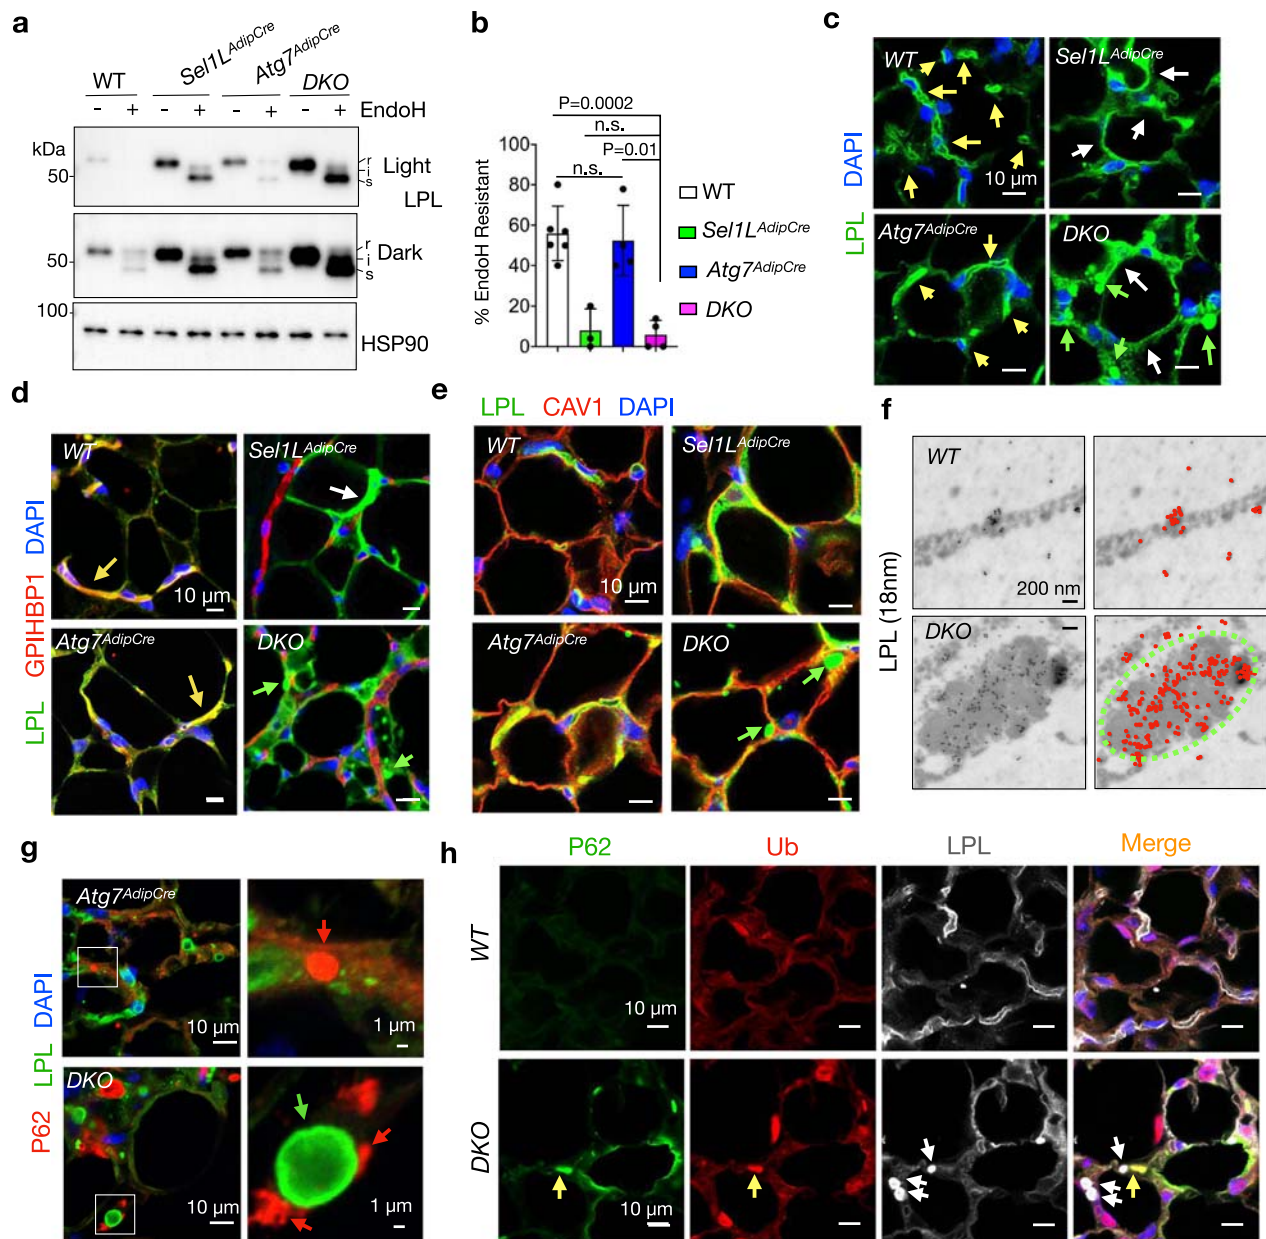 a
WT Sel1L^AdipCre Atg7^AdipCre DKO
- + - + - + - + EndoH
kDa
50
r
i
s
Light
LPL
50
r
i
s
Dark
100
HSP90
b
P=0.0002
n.s.
P=0.01
n.s.
% EndoH Resistant
100
80
60
40
20
0
WT
Sel1L^AdipCre
Atg7^AdipCre
DKO
c
LPL DAPI
WT
10 µm
Sel1L^AdipCre
Atg7^AdipCre
DKO
d
LPL GPIHBP1 DAPI
WT
10 µm
Sel1L^AdipCre
Atg7^AdipCre
DKO
e
LPL CAV1 DAPI
WT
10 µm
Sel1L^AdipCre
Atg7^AdipCre
DKO
f
LPL (18nm)
WT
200 nm
DKO
g
P62 LPL DAPI
Atg7^AdipCre
10 µm
1 µm
DKO
10 µm
1 µm
h
P62 Ub LPL Merge
WT
10 µm
DKO
10 µm